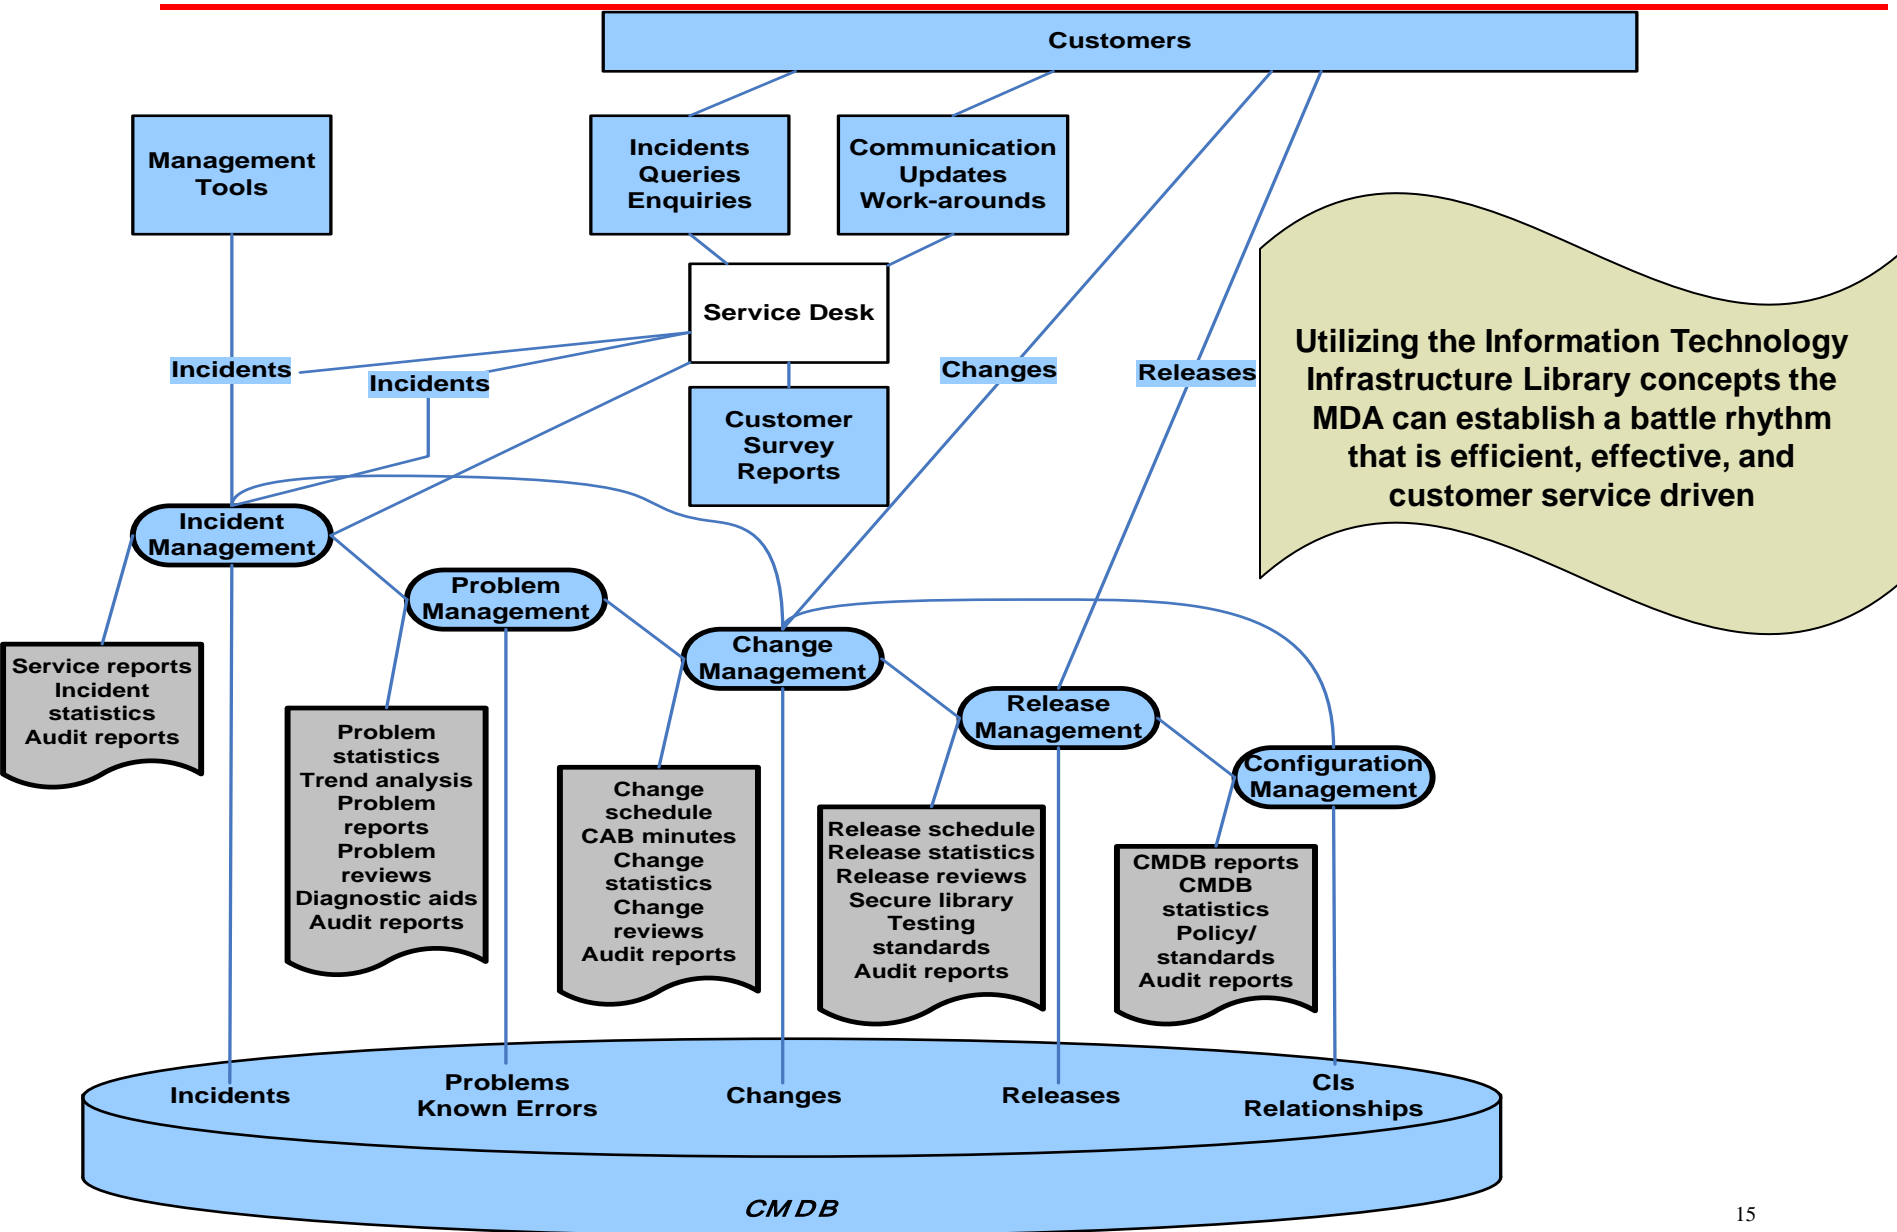 Customers
Management
Tools
Incidents
Queries
Enquiries
Communication
Updates
Work-arounds
Service Desk
Incidents
Incidents
Changes
Releases
Customer
Survey
Reports
Utilizing the Information Technology
Infrastructure Library concepts the
MDA can establish a battle rhythm
that is efficient, effective, and
customer service driven
Incident
Management
Problem
Management
Change
Management
Release
Management
Configuration
Management
Service reports
Incident
statistics
Audit reports
Problem
statistics
Trend analysis
Problem
reports
Problem
reviews
Diagnostic aids
Audit reports
Change
schedule
CAB minutes
Change
statistics
Change
reviews
Audit reports
Release schedule
Release statistics
Release reviews
Secure library
Testing
standards
Audit reports
CMDB reports
CMDB
statistics
Policy/
standards
Audit reports
Incidents
Problems
Known Errors
Changes
Releases
CIs
Relationships
CMDB
15